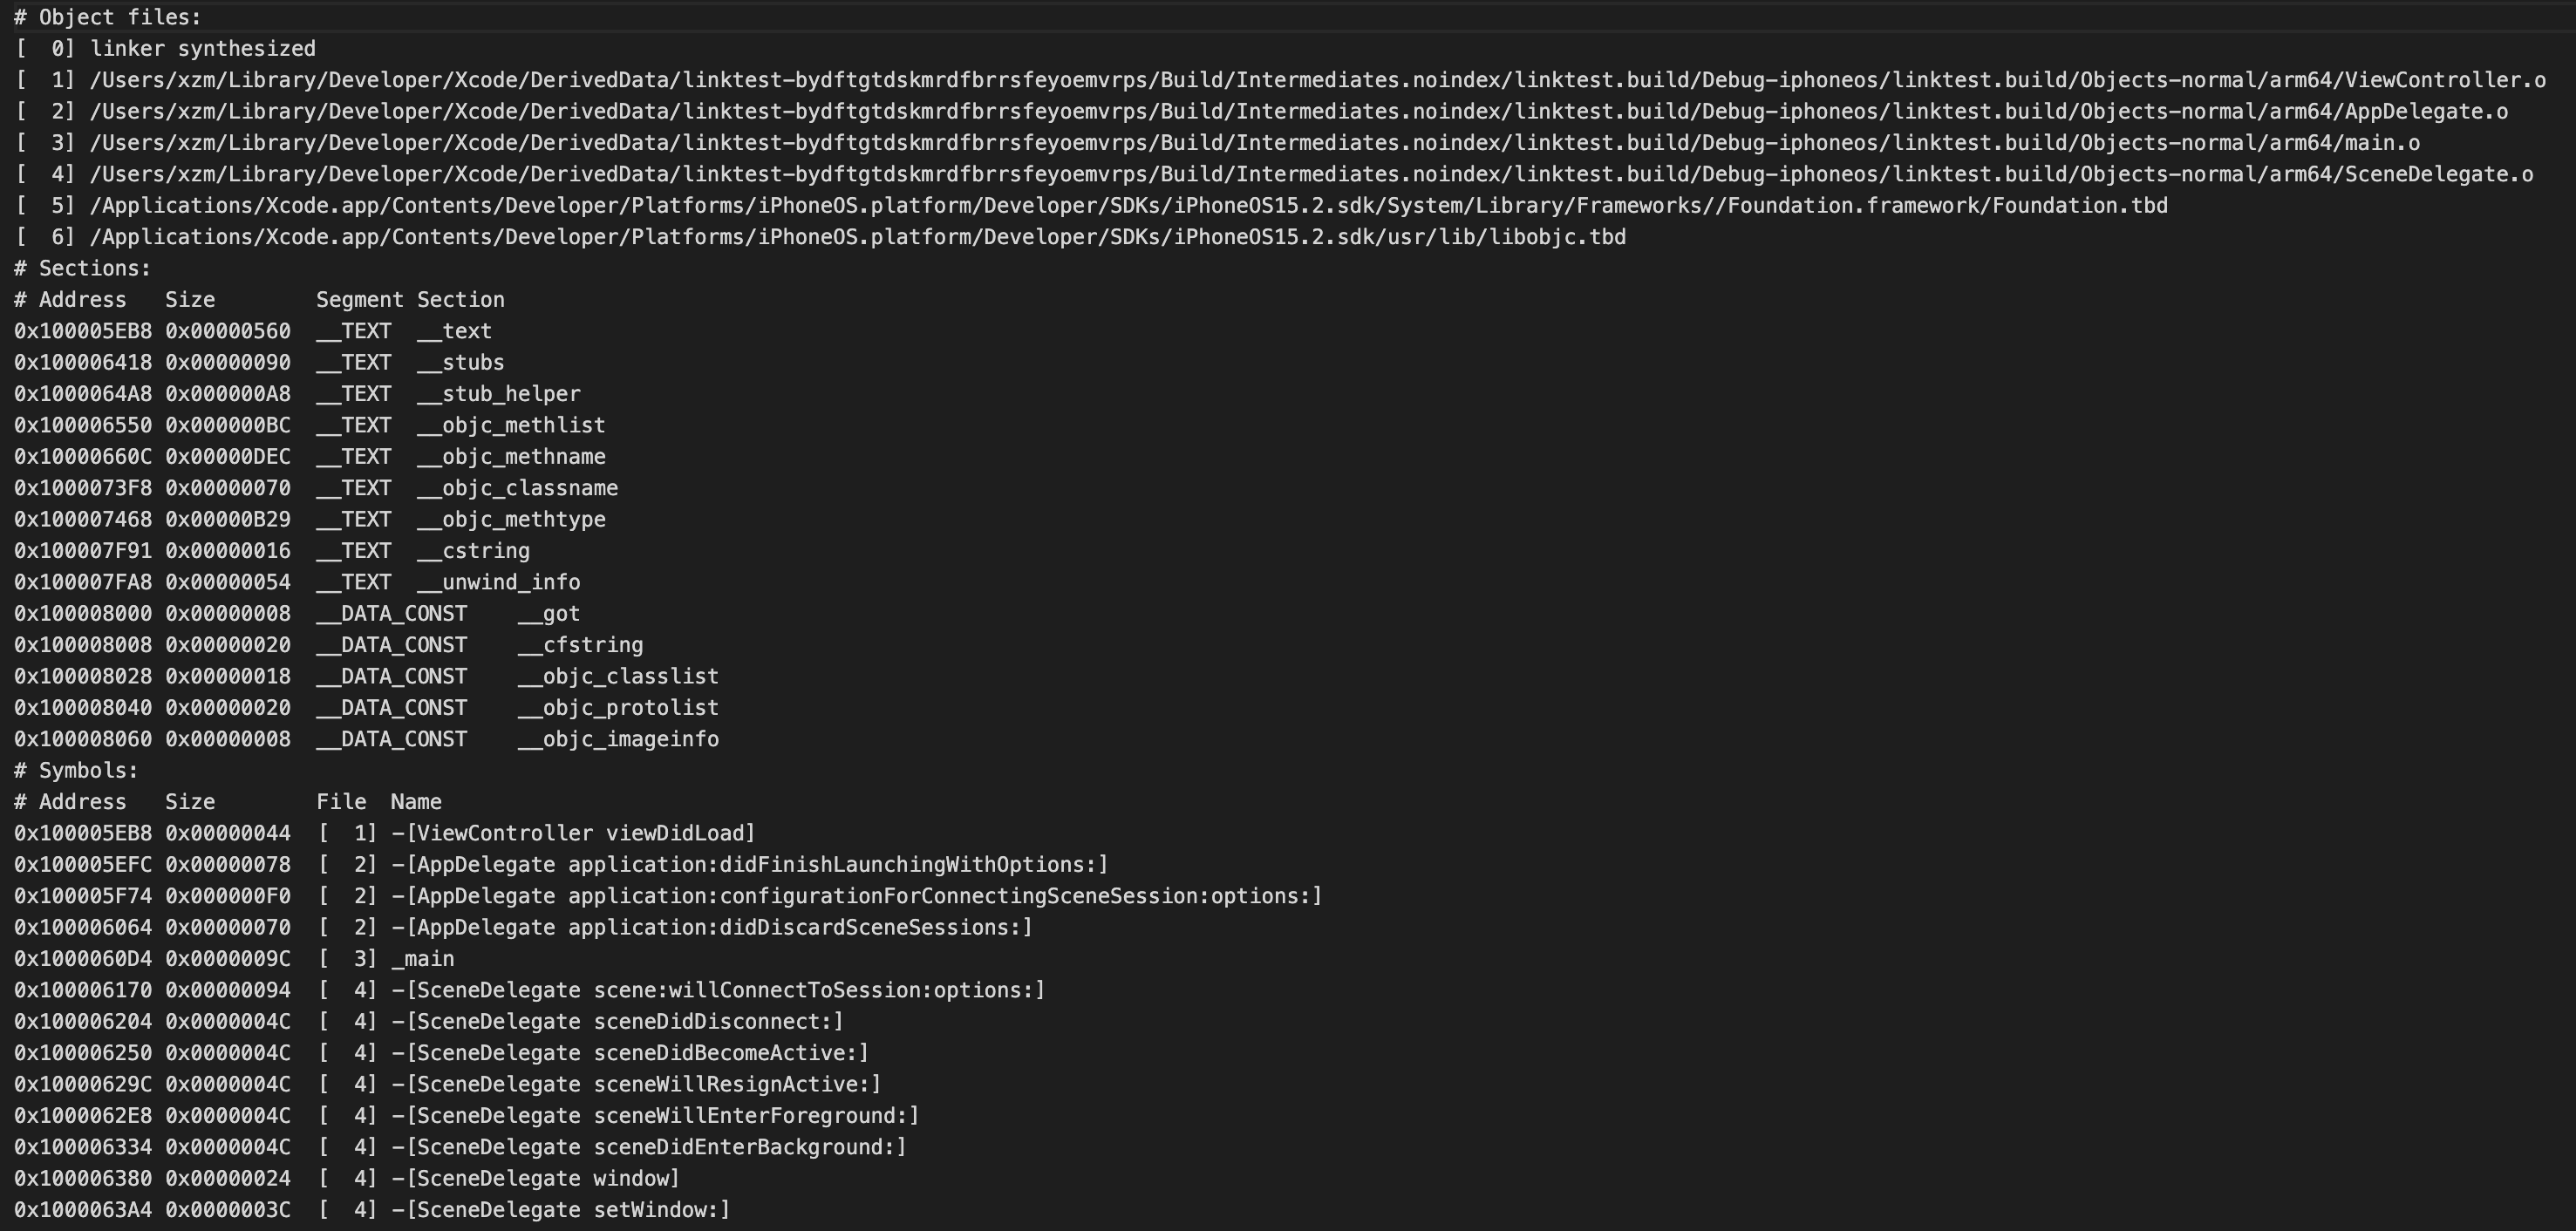 # Object files:
[  0] linker synthesized
[  1] /Users/xzm/Library/Developer/Xcode/DerivedData/linktest-bydftgtdskmrdfbrrsfeyoemvrps/Build/Intermediates.noindex/linktest.build/Debug-iphoneos/linktest.build/Objects-normal/arm64/ViewController.o
[  2] /Users/xzm/Library/Developer/Xcode/DerivedData/linktest-bydftgtdskmrdfbrrsfeyoemvrps/Build/Intermediates.noindex/linktest.build/Debug-iphoneos/linktest.build/Objects-normal/arm64/AppDelegate.o
[  3] /Users/xzm/Library/Developer/Xcode/DerivedData/linktest-bydftgtdskmrdfbrrsfeyoemvrps/Build/Intermediates.noindex/linktest.build/Debug-iphoneos/linktest.build/Objects-normal/arm64/main.o
[  4] /Users/xzm/Library/Developer/Xcode/DerivedData/linktest-bydftgtdskmrdfbrrsfeyoemvrps/Build/Intermediates.noindex/linktest.build/Debug-iphoneos/linktest.build/Objects-normal/arm64/SceneDelegate.o
[  5] /Applications/Xcode.app/Contents/Developer/Platforms/iPhoneOS.platform/Developer/SDKs/iPhoneOS15.2.sdk/System/Library/Frameworks//Foundation.framework/Foundation.tbd
[  6] /Applications/Xcode.app/Contents/Developer/Platforms/iPhoneOS.platform/Developer/SDKs/iPhoneOS15.2.sdk/usr/lib/libobjc.tbd
# Sections:
# Address   Size          Segment Section
0x100005EB8 0x00000560  __TEXT  __text
0x100006418 0x00000090  __TEXT  __stubs
0x1000064A8 0x000000A8  __TEXT  __stub_helper
0x100006550 0x000000BC  __TEXT  __objc_methlist
0x10000660C 0x00000DEC  __TEXT  __objc_methname
0x1000073F8 0x00000070  __TEXT  __objc_classname
0x100007468 0x00000B29  __TEXT  __objc_methtype
0x100007F91 0x00000016  __TEXT  __cstring
0x100007FA8 0x00000054  __TEXT  __unwind_info
0x100008000 0x00000008  __DATA_CONST    __got
0x100008008 0x00000020  __DATA_CONST    __cfstring
0x100008028 0x00000018  __DATA_CONST    __objc_classlist
0x100008040 0x00000020  __DATA_CONST    __objc_protolist
0x100008060 0x00000008  __DATA_CONST    __objc_imageinfo
# Symbols:
# Address   Size        File  Name
0x100005EB8 0x00000044  [  1] -[ViewController viewDidLoad]
0x100005EFC 0x00000078  [  2] -[AppDelegate application:didFinishLaunchingWithOptions:]
0x100005F74 0x000000F0  [  2] -[AppDelegate application:configurationForConnectingSceneSession:options:]
0x100006064 0x00000070  [  2] -[AppDelegate application:didDiscardSceneSessions:]
0x1000060D4 0x0000009C  [  3] _main
0x100006170 0x00000094  [  4] -[SceneDelegate scene:willConnectToSession:options:]
0x100006204 0x0000004C  [  4] -[SceneDelegate sceneDidDisconnect:]
0x100006250 0x0000004C  [  4] -[SceneDelegate sceneDidBecomeActive:]
0x10000629C 0x0000004C  [  4] -[SceneDelegate sceneWillResignActive:]
0x1000062E8 0x0000004C  [  4] -[SceneDelegate sceneWillEnterForeground:]
0x100006334 0x0000004C  [  4] -[SceneDelegate sceneDidEnterBackground:]
0x100006380 0x00000024  [  4] -[SceneDelegate window]
0x1000063A4 0x0000003C  [  4] -[SceneDelegate setWindow:]